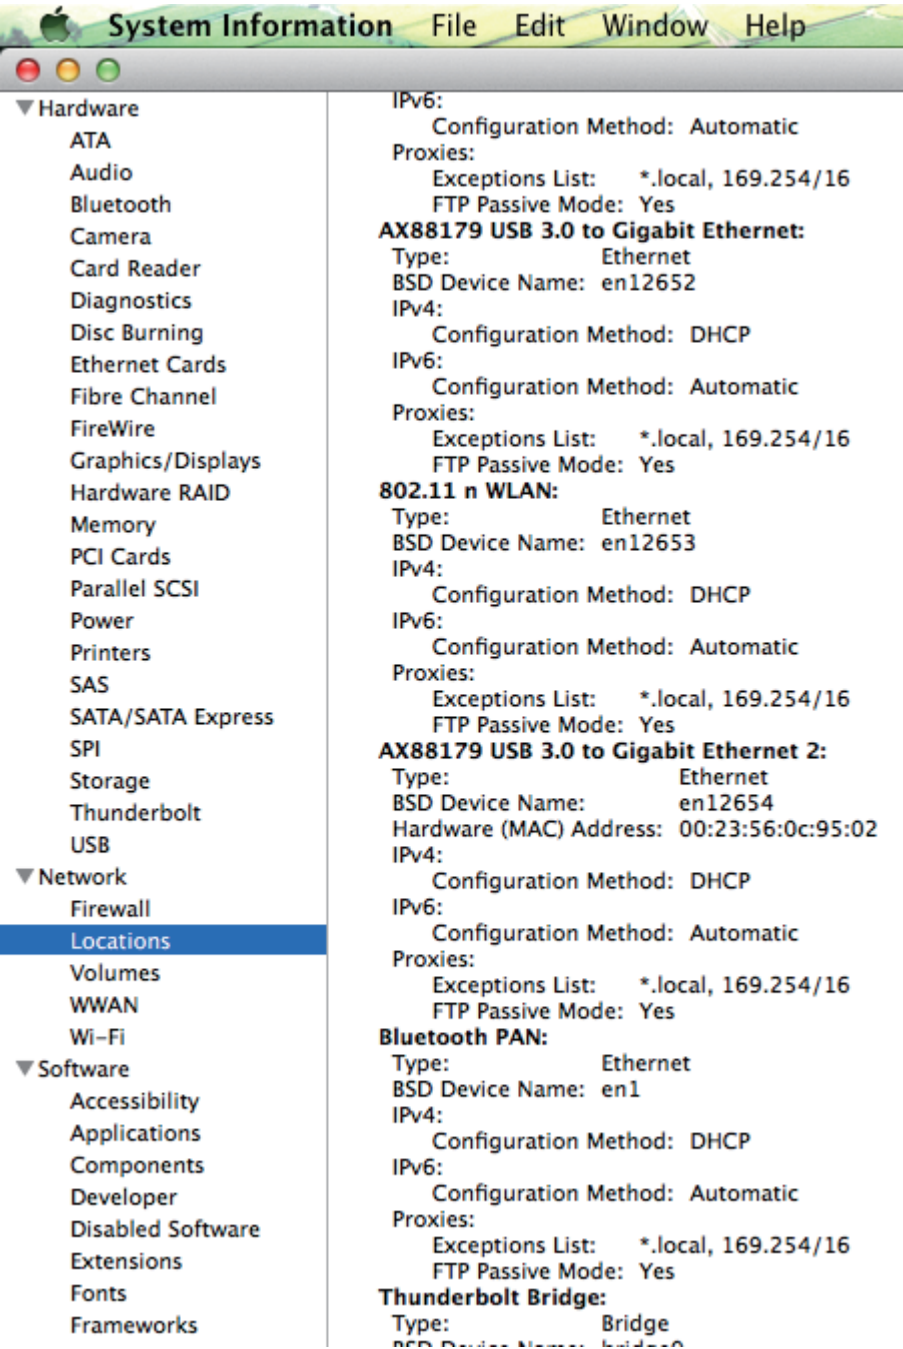 System Information File Edit Window Help
Hardware
ATA
Audio
Bluetooth
Camera
Card Reader
Diagnostics
Disc Burning
Ethernet Cards
Fibre Channel
FireWire
Graphics/Displays
Hardware RAID
Memory
PCI Cards
Parallel SCSI
Power
Printers
SAS
SATA/SATA Express
SPI
Storage
Thunderbolt
USB
Network
Firewall
Locations
Volumes
WWAN
Wi-Fi
Software
Accessibility
Applications
Components
Developer
Disabled Software
Extensions
Fonts
Frameworks
IPv6:
Configuration Method: Automatic
Proxies:
Exceptions List: *.local, 169.254/16
FTP Passive Mode: Yes
AX88179 USB 3.0 to Gigabit Ethernet:
Type: Ethernet
BSD Device Name: en12652
IPv4:
Configuration Method: DHCP
IPv6:
Configuration Method: Automatic
Proxies:
Exceptions List: *.local, 169.254/16
FTP Passive Mode: Yes
802.11 n WLAN:
Type: Ethernet
BSD Device Name: en12653
IPv4:
Configuration Method: DHCP
IPv6:
Configuration Method: Automatic
Proxies:
Exceptions List: *.local, 169.254/16
FTP Passive Mode: Yes
AX88179 USB 3.0 to Gigabit Ethernet 2:
Type: Ethernet
BSD Device Name: en12654
Hardware (MAC) Address: 00:23:56:0c:95:02
IPv4:
Configuration Method: DHCP
IPv6:
Configuration Method: Automatic
Proxies:
Exceptions List: *.local, 169.254/16
FTP Passive Mode: Yes
Bluetooth PAN:
Type: Ethernet
BSD Device Name: en1
IPv4:
Configuration Method: DHCP
IPv6:
Configuration Method: Automatic
Proxies:
Exceptions List: *.local, 169.254/16
FTP Passive Mode: Yes
Thunderbolt Bridge:
Type: Bridge
BSD Device Name: bridge0